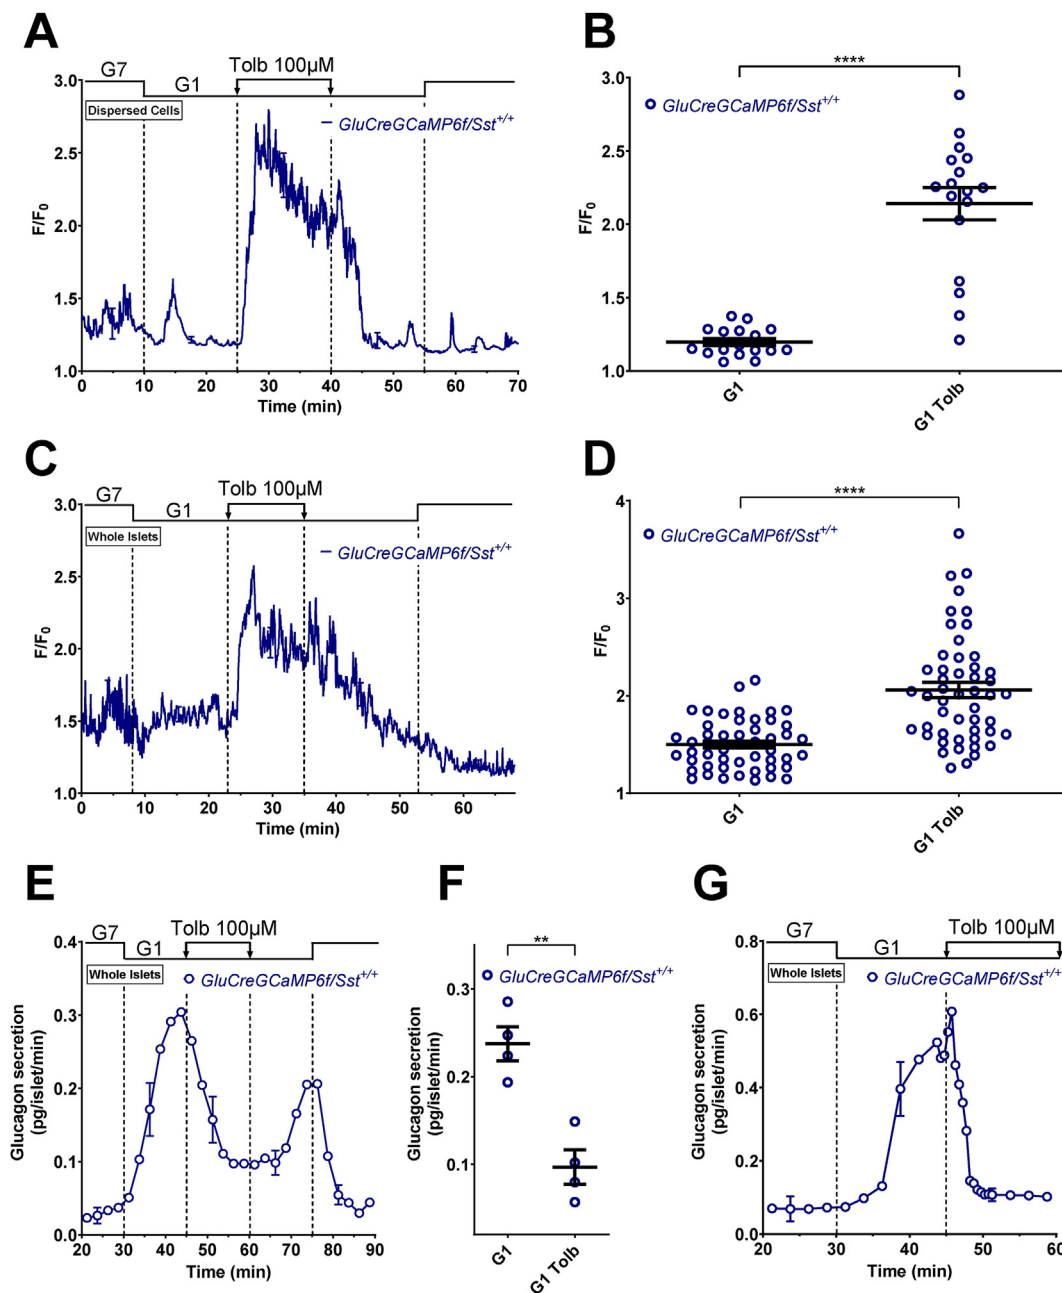 A
G7
G1
Tolb 100µM
Dispersed Cells
GluCreGCaMP6f/Sst+/+
3.0
2.5
2.0
1.5
1.0
F/F0
0 10 20 30 40 50 60 70
Time (min)
B
****
GluCreGCaMP6f/Sst+/+
3.0
2.5
2.0
1.5
1.0
F/F0
G1
G1 Tolb
C
G7
G1
Tolb 100µM
Whole Islets
GluCreGCaMP6f/Sst+/+
3.0
2.5
2.0
1.5
1.0
F/F0
0 10 20 30 40 50 60
Time (min)
D
****
GluCreGCaMP6f/Sst+/+
4
3
2
1
F/F0
G1
G1 Tolb
E
G7
G1
Tolb 100µM
Whole Islets
GluCreGCaMP6f/Sst+/+
0.4
0.3
0.2
0.1
0.0
Glucagon secretion
(pg/islet/min)
20 30 40 50 60 70 80 90
Time (min)
F
**
GluCreGCaMP6f/Sst+/+
0.3
0.2
0.1
Glucagon secretion
(pg/islet/min)
G1
G1 Tolb
G
G7
G1
Tolb 100µM
Whole Islets
GluCreGCaMP6f/Sst+/+
0.8
0.6
0.4
0.2
0.0
Glucagon secretion
(pg/islet/min)
20 30 40 50 60
Time (min)